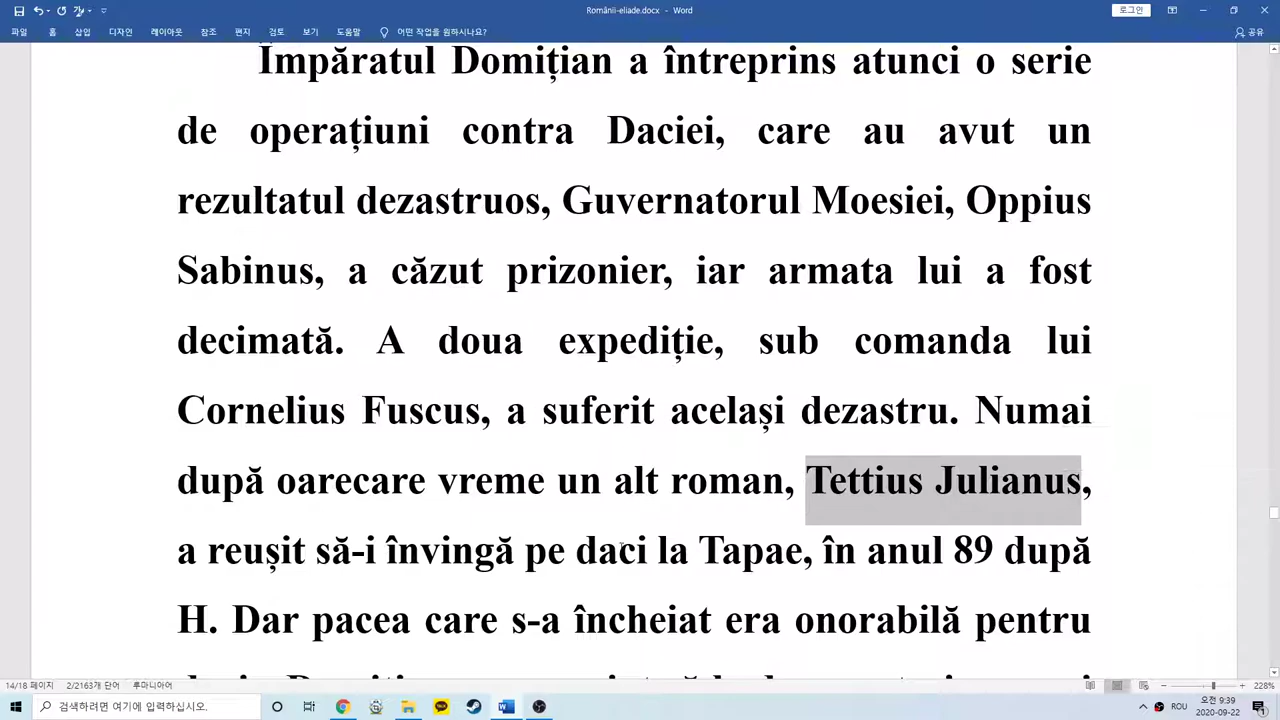 Românii-eliade.docx - Word
로그인
파일 홈 삽입 디자인 레이아웃 참조 편지 검토 보기 도움말 어떤 작업을 원하시나요? 공유
Împăratul Domițian a întreprins atunci o serie
de operațiuni contra Daciei, care au avut un
rezultatul dezastruos, Guvernatorul Moesiei, Oppius
Sabinus, a căzut prizonier, iar armata lui a fost
decimată. A doua expediție, sub comanda lui
Cornelius Fuscus, a suferit același dezastru. Numai
după oarecare vreme un alt roman, Tettius Julianus,
a reușit să-i învingă pe daci la Tapae, în anul 89 după
H. Dar pacea care s-a încheiat era onorabilă pentru
14/18 페이지 2/2163개 단어 루마니아어 228%
검색하려면 여기에 입력하십시오. ROU 오전 9:39
2020-09-22